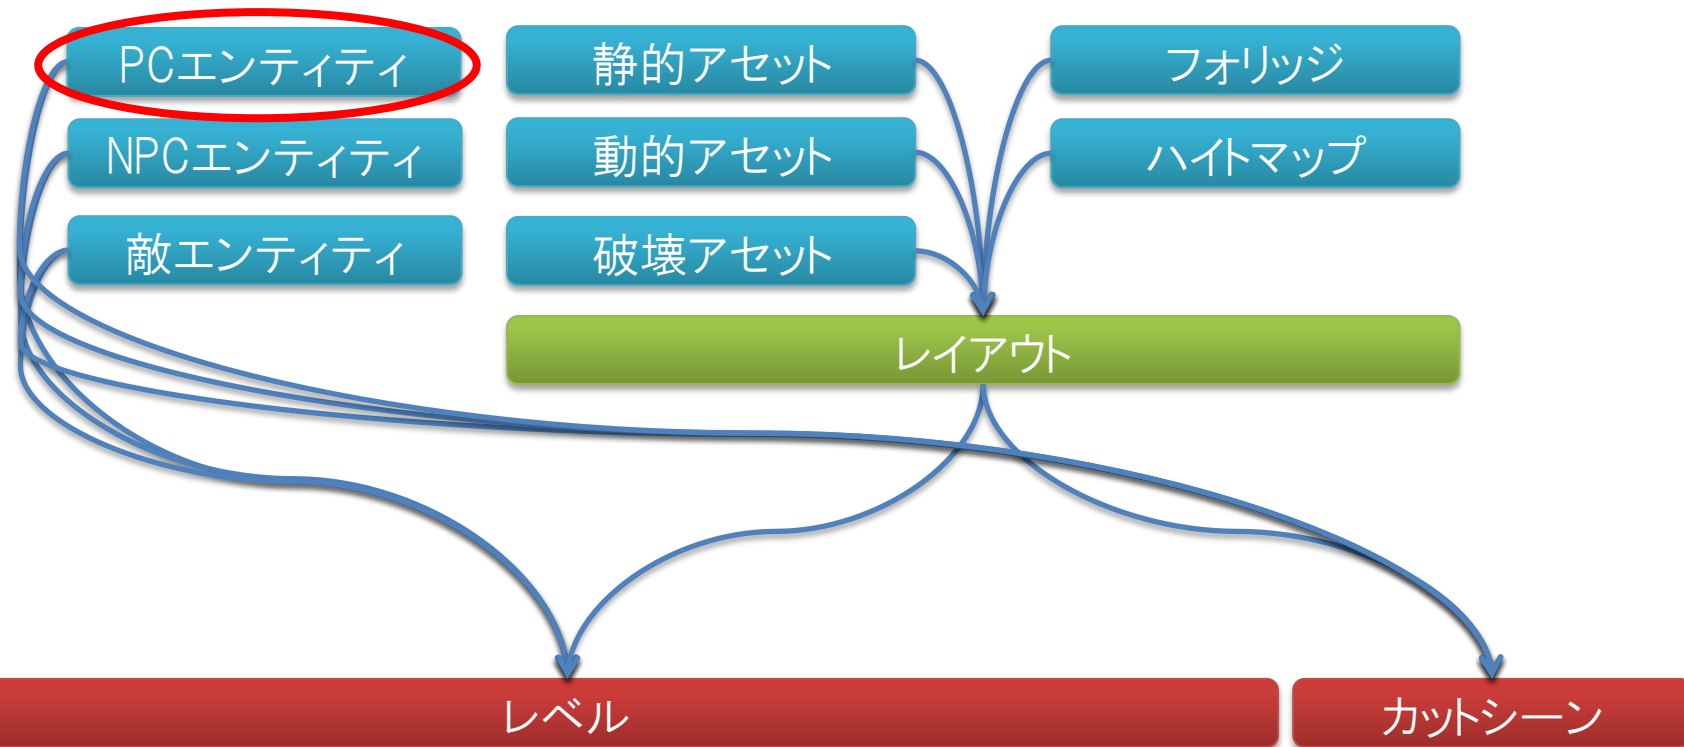 PCエンティティ
静的アセット
フォリッジ
NPCエンティティ
動的アセット
ハイトマップ
敵エンティティ
破壊アセット
レイアウト
レベル
カットシーン